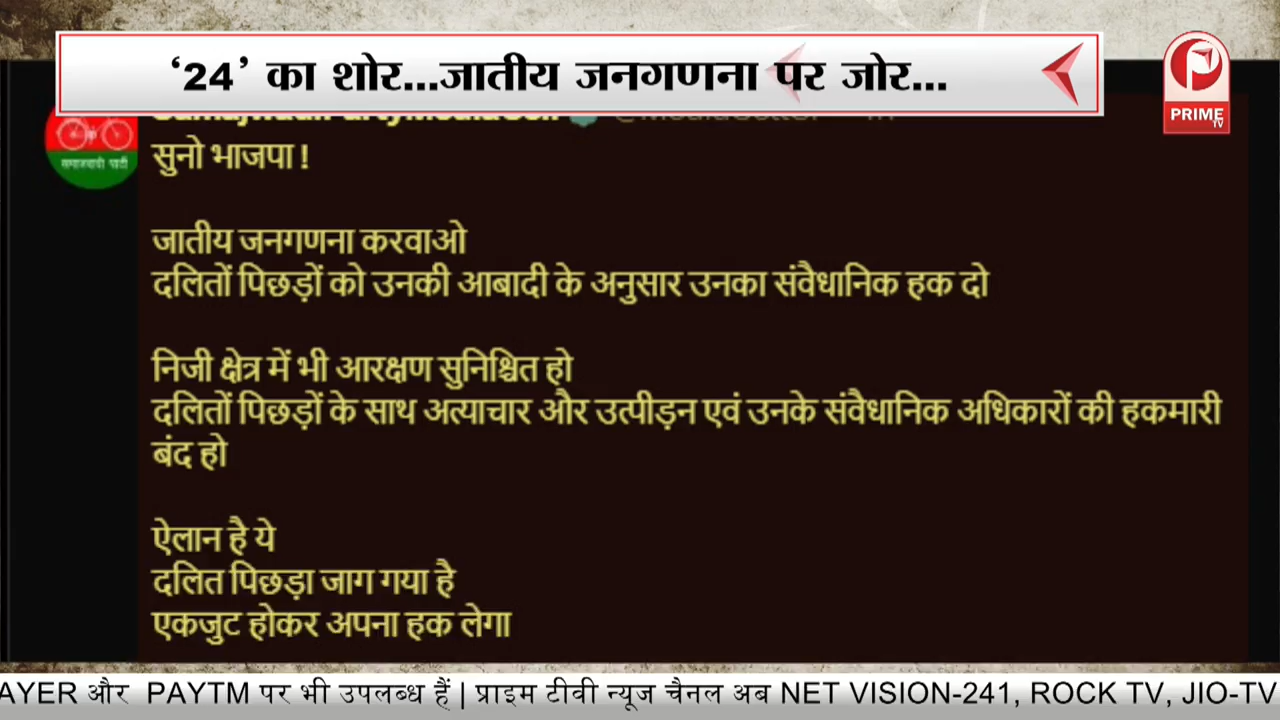 ‘24’ का शोर...जातीय जनगणना पर जोर...
PRIME
TV
समाजवादी पार्टी
सुनो भाजपा !
जातीय जनगणना करवाओ
दलितों पिछड़ों को उनकी आबादी के अनुसार उनका संवैधानिक हक दो
निजी क्षेत्र में भी आरक्षण सुनिश्चित हो
दलितों पिछड़ों के साथ अत्याचार और उत्पीड़न एवं उनके संवैधानिक अधिकारों की हकमारी
बंद हो
ऐलान है ये
दलित पिछड़ा जाग गया है
एकजुट होकर अपना हक लेगा
AYER और PAYTM पर भी उपलब्ध हैं | प्राइम टीवी न्यूज चैनल अब NET VISION-241, ROCK TV, JIO-TV